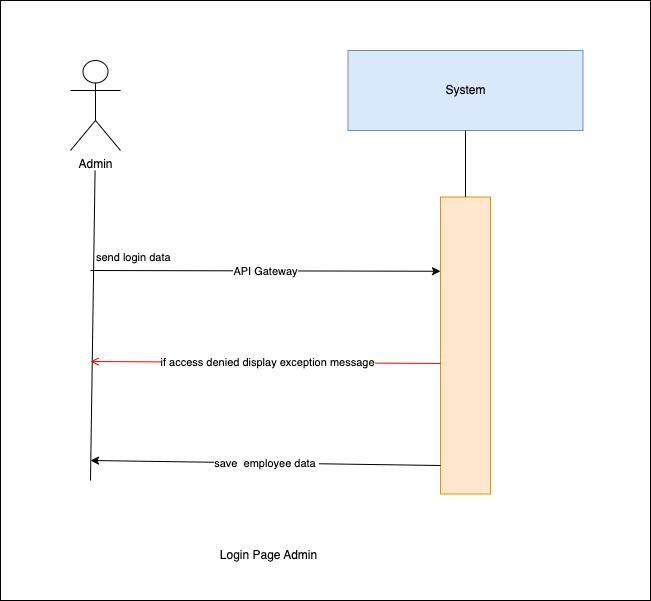 System
Admin
send login data
API Gateway
if access denied display exception message
save employee data
Login Page Admin